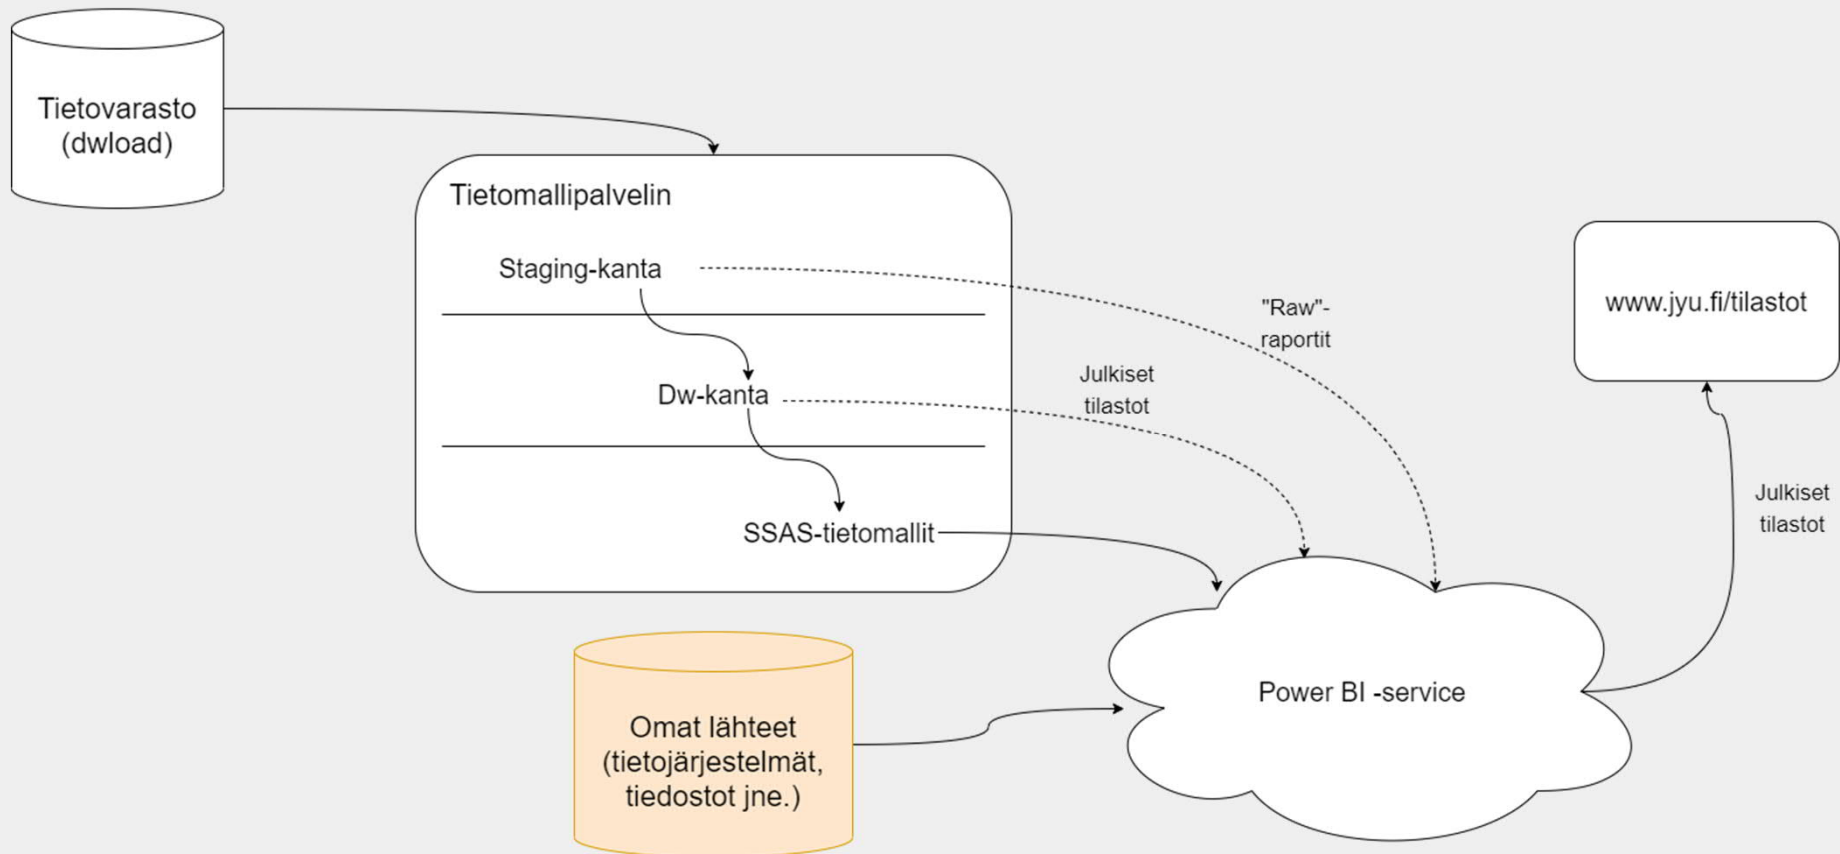 Tietovarasto
(dwload)
Tietomallipalvelin
Staging-kanta
Dw-kanta
SSAS-tietomallit
"Raw"-
raportit
Julkiset
tilastot
www.jyu.fi/tilastot
Julkiset
tilastot
Omat lähteet
(tietojärjestelmät,
tiedostot jne.)
Power BI -service